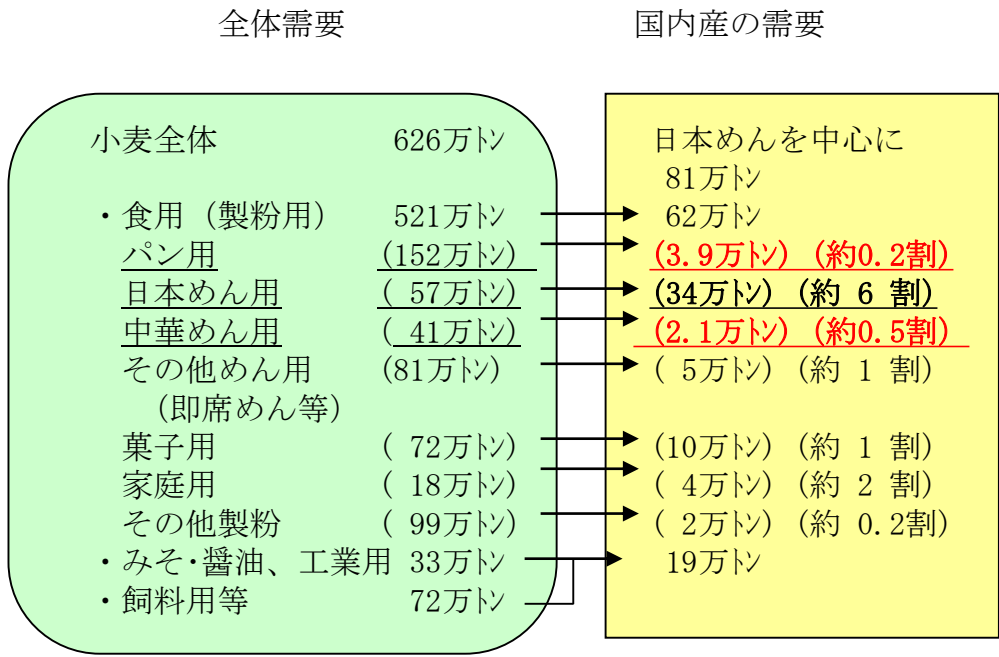 全体需要 国内産の需要
小麦全体 626万㌧ 日本めんを中心に
81万㌧
・食用（製粉用） 521万㌧ 62万㌧
パン用 (152万㌧) (3.9万㌧) (約0.2割)
日本めん用 ( 57万㌧) (34万㌧) (約 6 割)
中華めん用 ( 41万㌧) (2.1万㌧) (約0.5割)
その他めん用 (81万㌧) ( 5万㌧) (約 1 割)
（即席めん等）
菓子用 ( 72万㌧) (10万㌧) (約 1 割)
家庭用 ( 18万㌧) ( 4万㌧) (約 2 割)
その他製粉 ( 99万㌧) ( 2万㌧) (約 0.2割)
・みそ・醤油、工業用 33万㌧ 19万㌧
・飼料用等 72万㌧